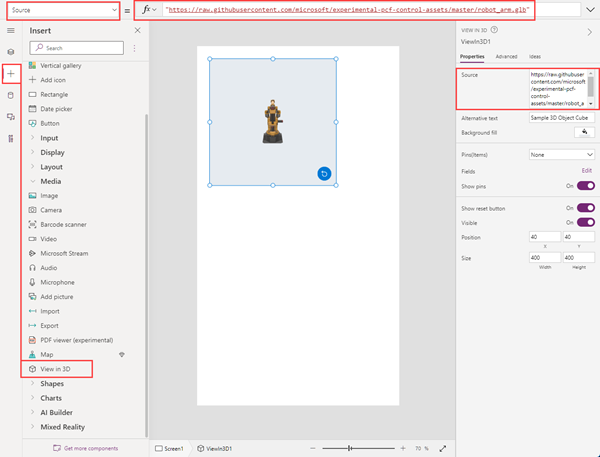 Source
=
fx
"https://raw.githubusercontent.com/microsoft/experimental-pcf-control-assets/master/robot_arm.glb"
Insert
Search
Vertical gallery
Add icon
Rectangle
Date picker
Button
Input
Display
Layout
Media
Image
Camera
Barcode scanner
Video
Microsoft Stream
Audio
Microphone
Add picture
Import
Export
PDF viewer (experimental)
Map
View in 3D
Shapes
Charts
AI Builder
Mixed Reality
Get more components
Screen1
ViewIn3D1
70 %
VIEW IN 3D
ViewIn3D1
Properties Advanced Ideas
Source
https://raw.githubuser
content.com/microsoft
/experimental-pcf-
control-
assets/master/robot_a
Alternative text Sample 3D Object Cube
Background fill
Pins(Items) None
Fields Edit
Show pins On
Show reset button On
Visible On
Position 40 40
X Y
Size 400 400
Width Height